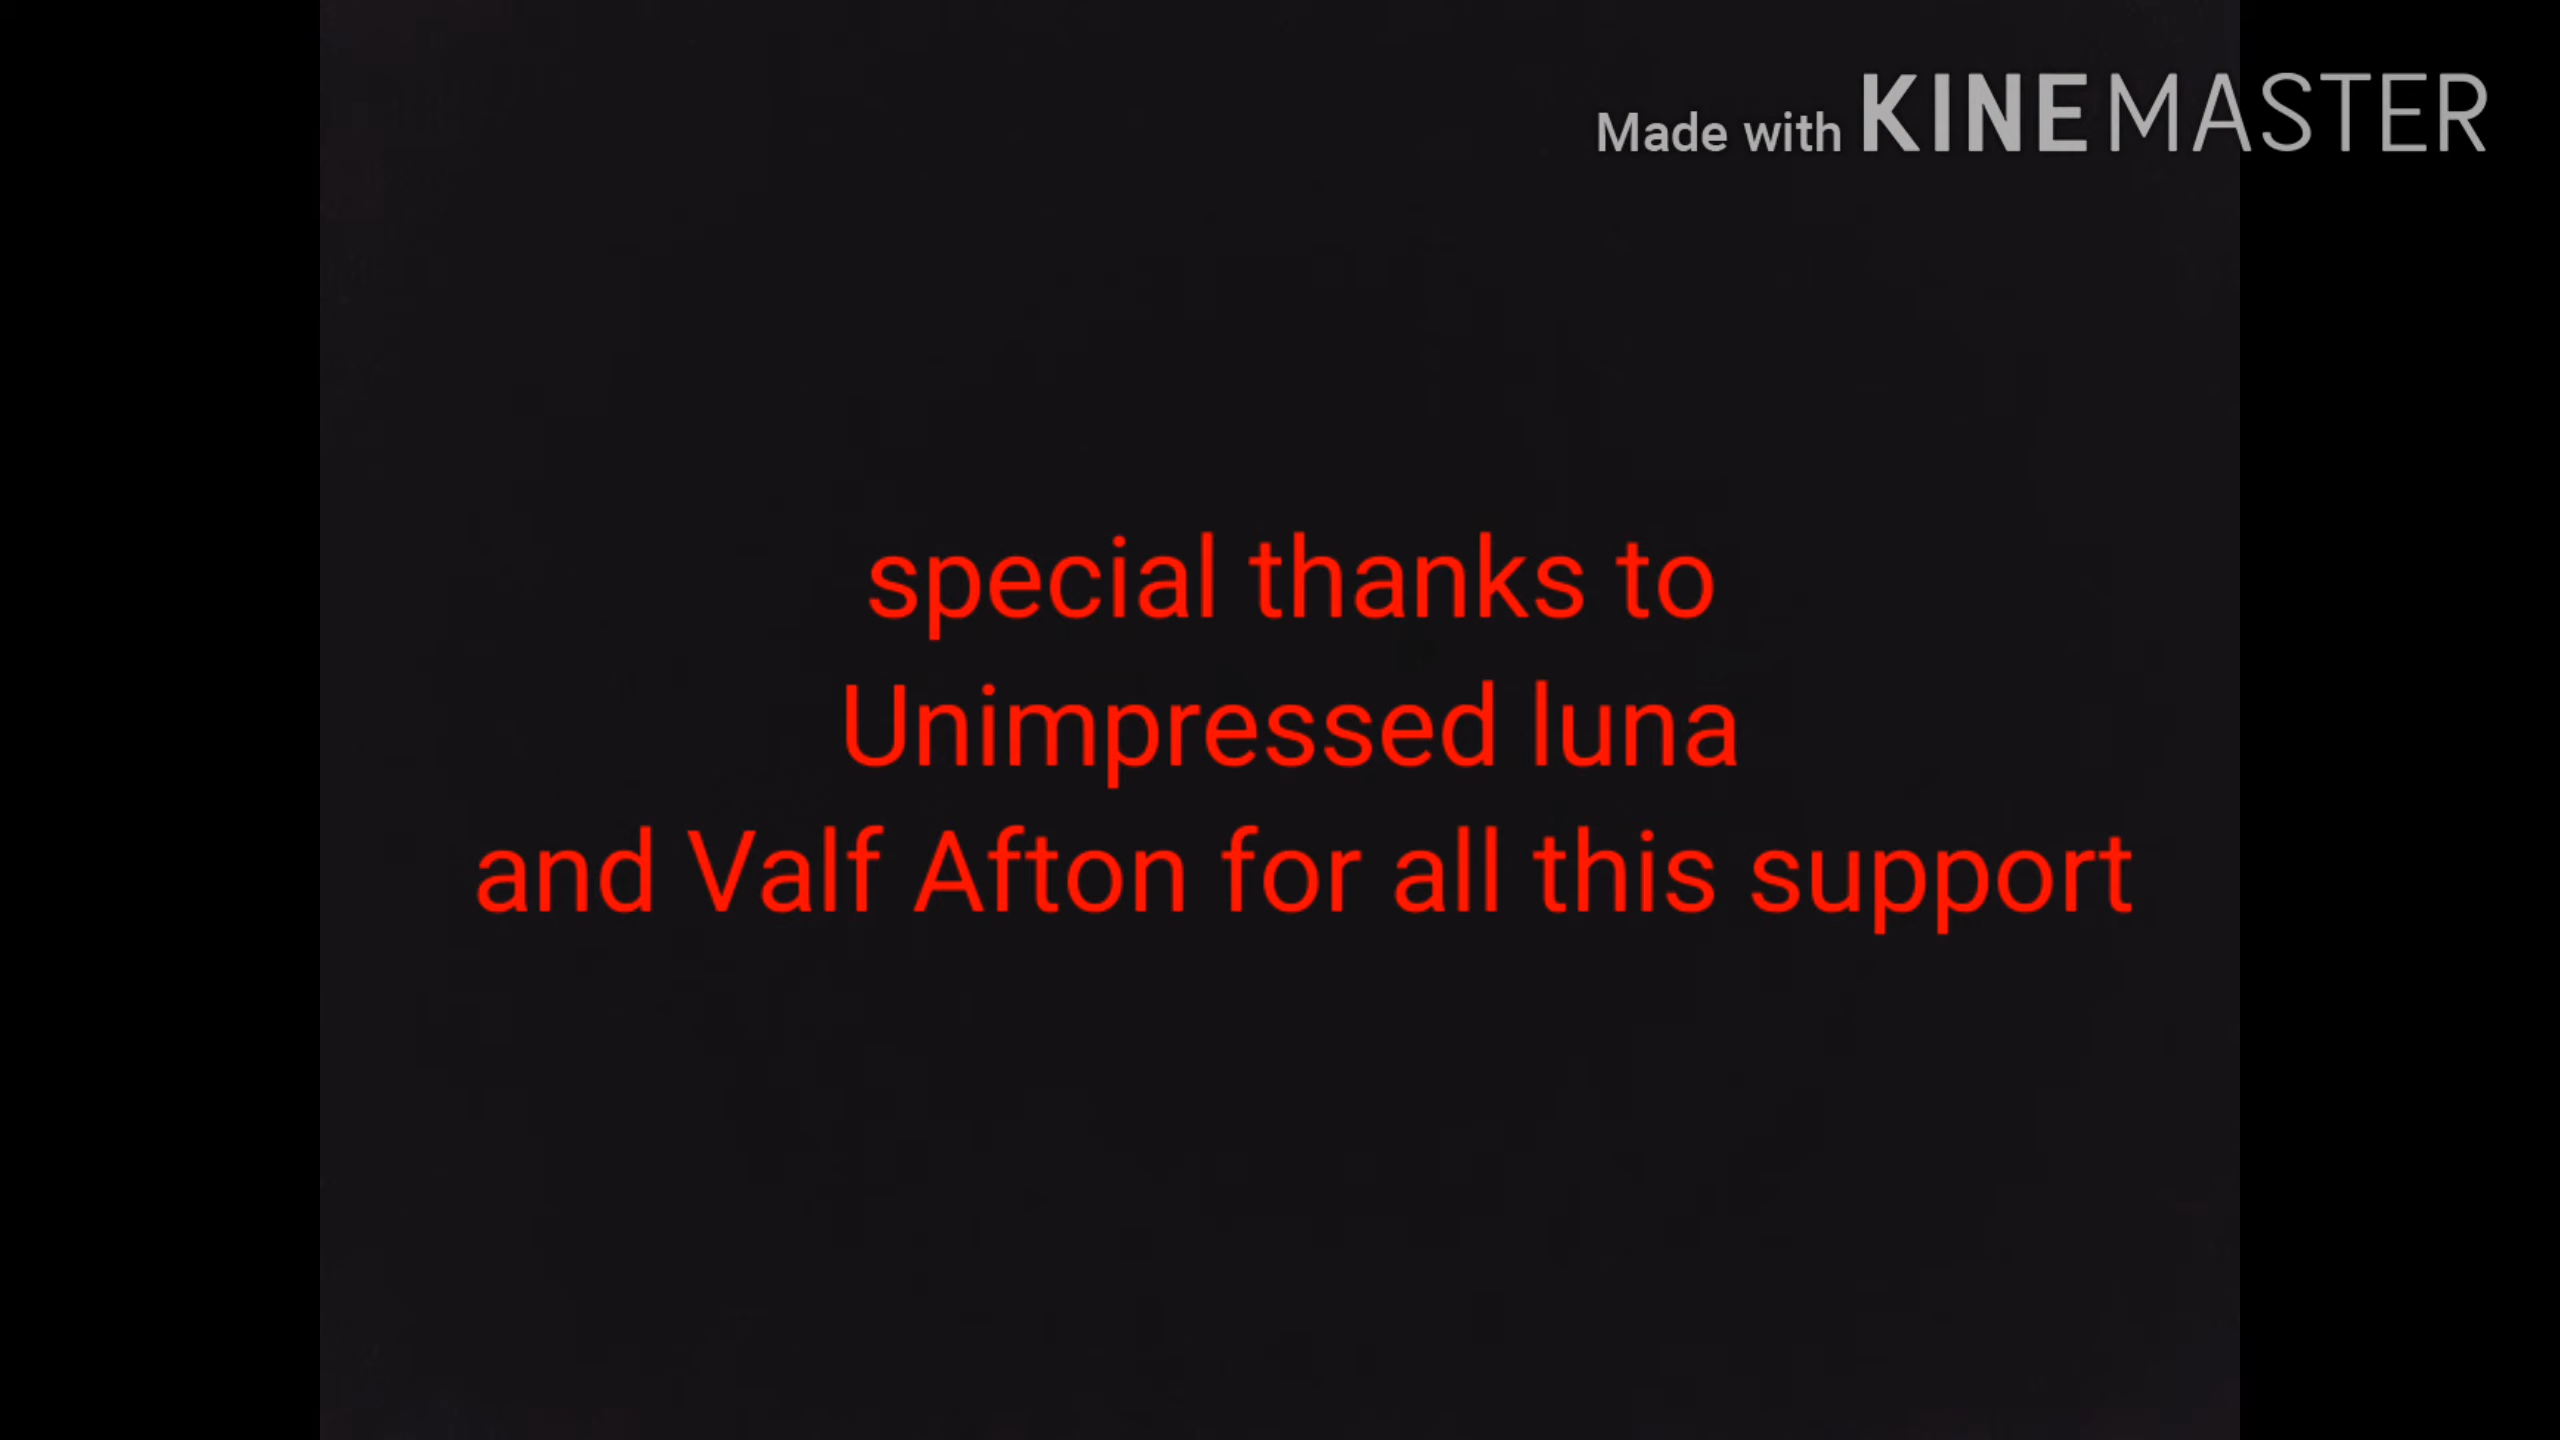 Made with KINEMASTER
special thanks to
Unimpressed luna
and Valf Afton for all this support